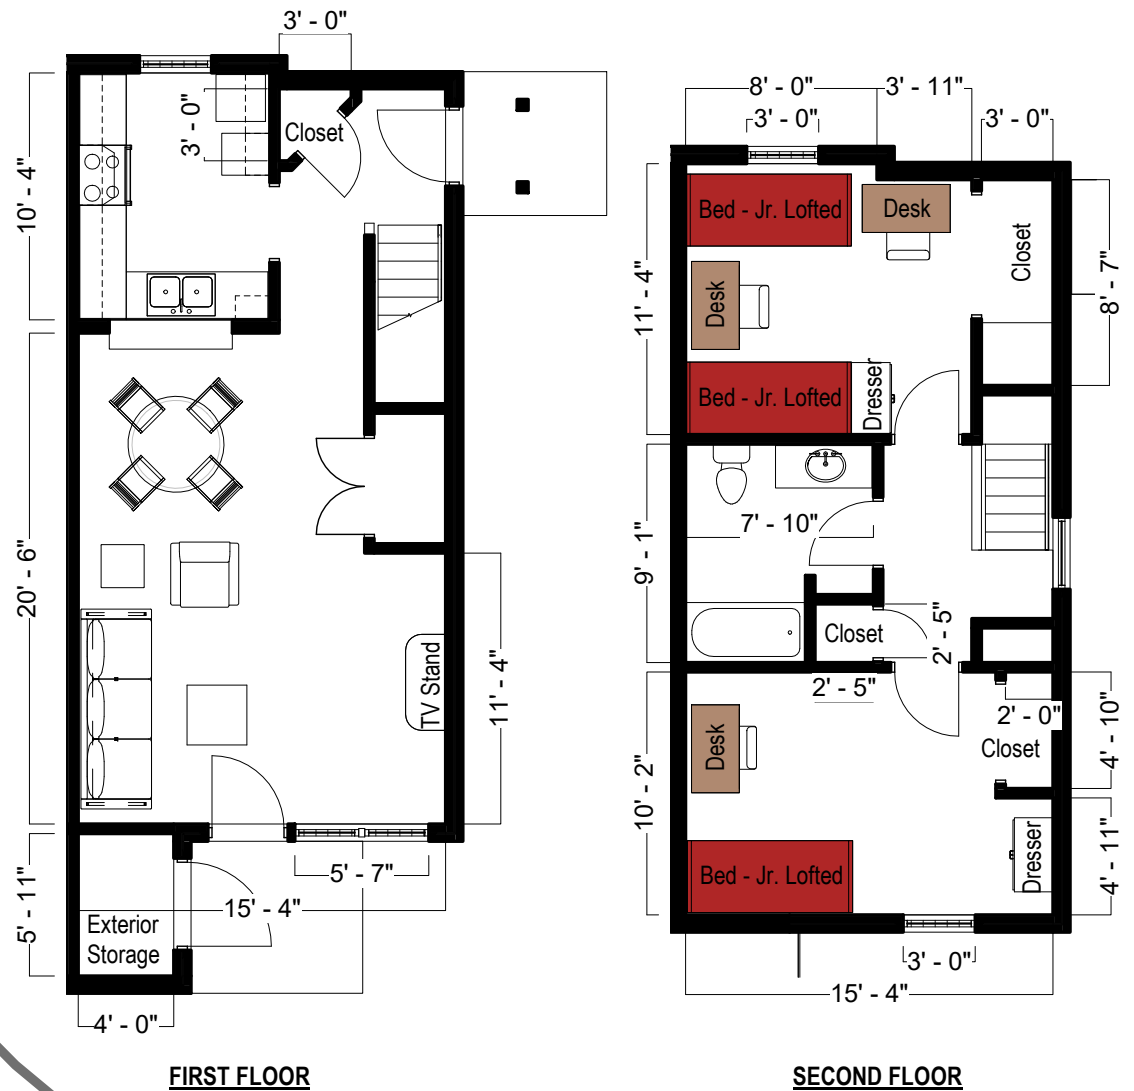 3' - 0"
Closet
3' - 0"
10' - 4"
20' - 6"
TV Stand
11' - 4"
5' - 7"
15' - 4"
5' - 11"
Exterior
Storage
4' - 0"
FIRST FLOOR
8' - 0"
3' - 11"
3' - 0"
3' - 0"
Bed - Jr. Lofted
Desk
Closet
8' - 7"
11' - 4"
Desk
Bed - Jr. Lofted
Dresser
7' - 10"
9' - 1"
Closet
2' - 5"
2' - 5"
2' - 0"
Closet
4' - 10"
Desk
10' - 2"
Bed - Jr. Lofted
Dresser
4' - 11"
3' - 0"
15' - 4"
SECOND FLOOR